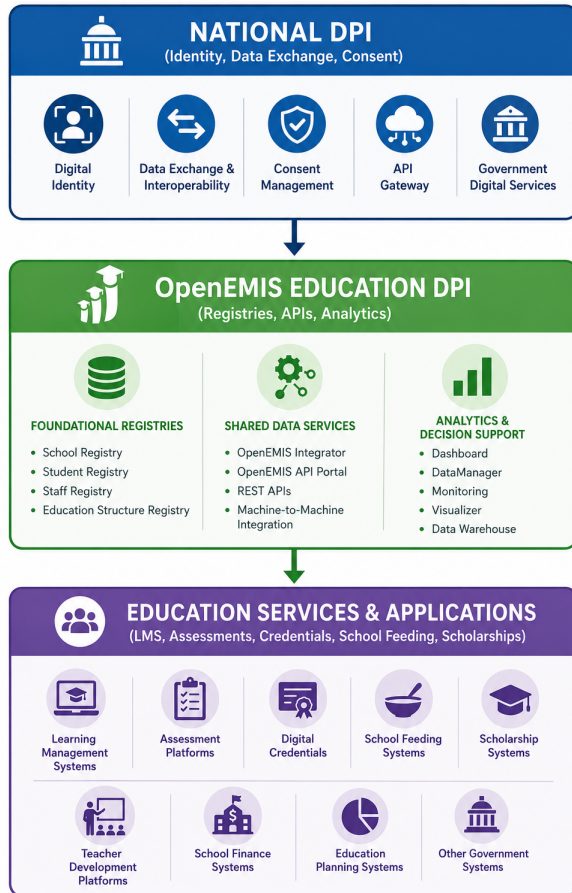 NATIONAL DPI
(Identity, Data Exchange, Consent)
Digital
Identity
Data Exchange &
Interoperability
Consent
Management
API
Gateway
Government
Digital Services
OpenEMIS EDUCATION DPI
(Registries, APIs, Analytics)
FOUNDATIONAL REGISTRIES
• School Registry
• Student Registry
• Staff Registry
• Education Structure Registry
SHARED DATA SERVICES
• OpenEMIS Integrator
• OpenEMIS API Portal
• REST APIs
• Machine-to-Machine
Integration
ANALYTICS &
DECISION SUPPORT
• Dashboard
• DataManager
• Monitoring
• Visualizer
• Data Warehouse
EDUCATION SERVICES & APPLICATIONS
(LMS, Assessments, Credentials, School Feeding, Scholarships)
Learning
Management
Systems
Assessment
Platforms
Digital
Credentials
School Feeding
Systems
Scholarship
Systems
Teacher
Development
Platforms
$
School Finance
Systems
Education
Planning Systems
Other Government
Systems